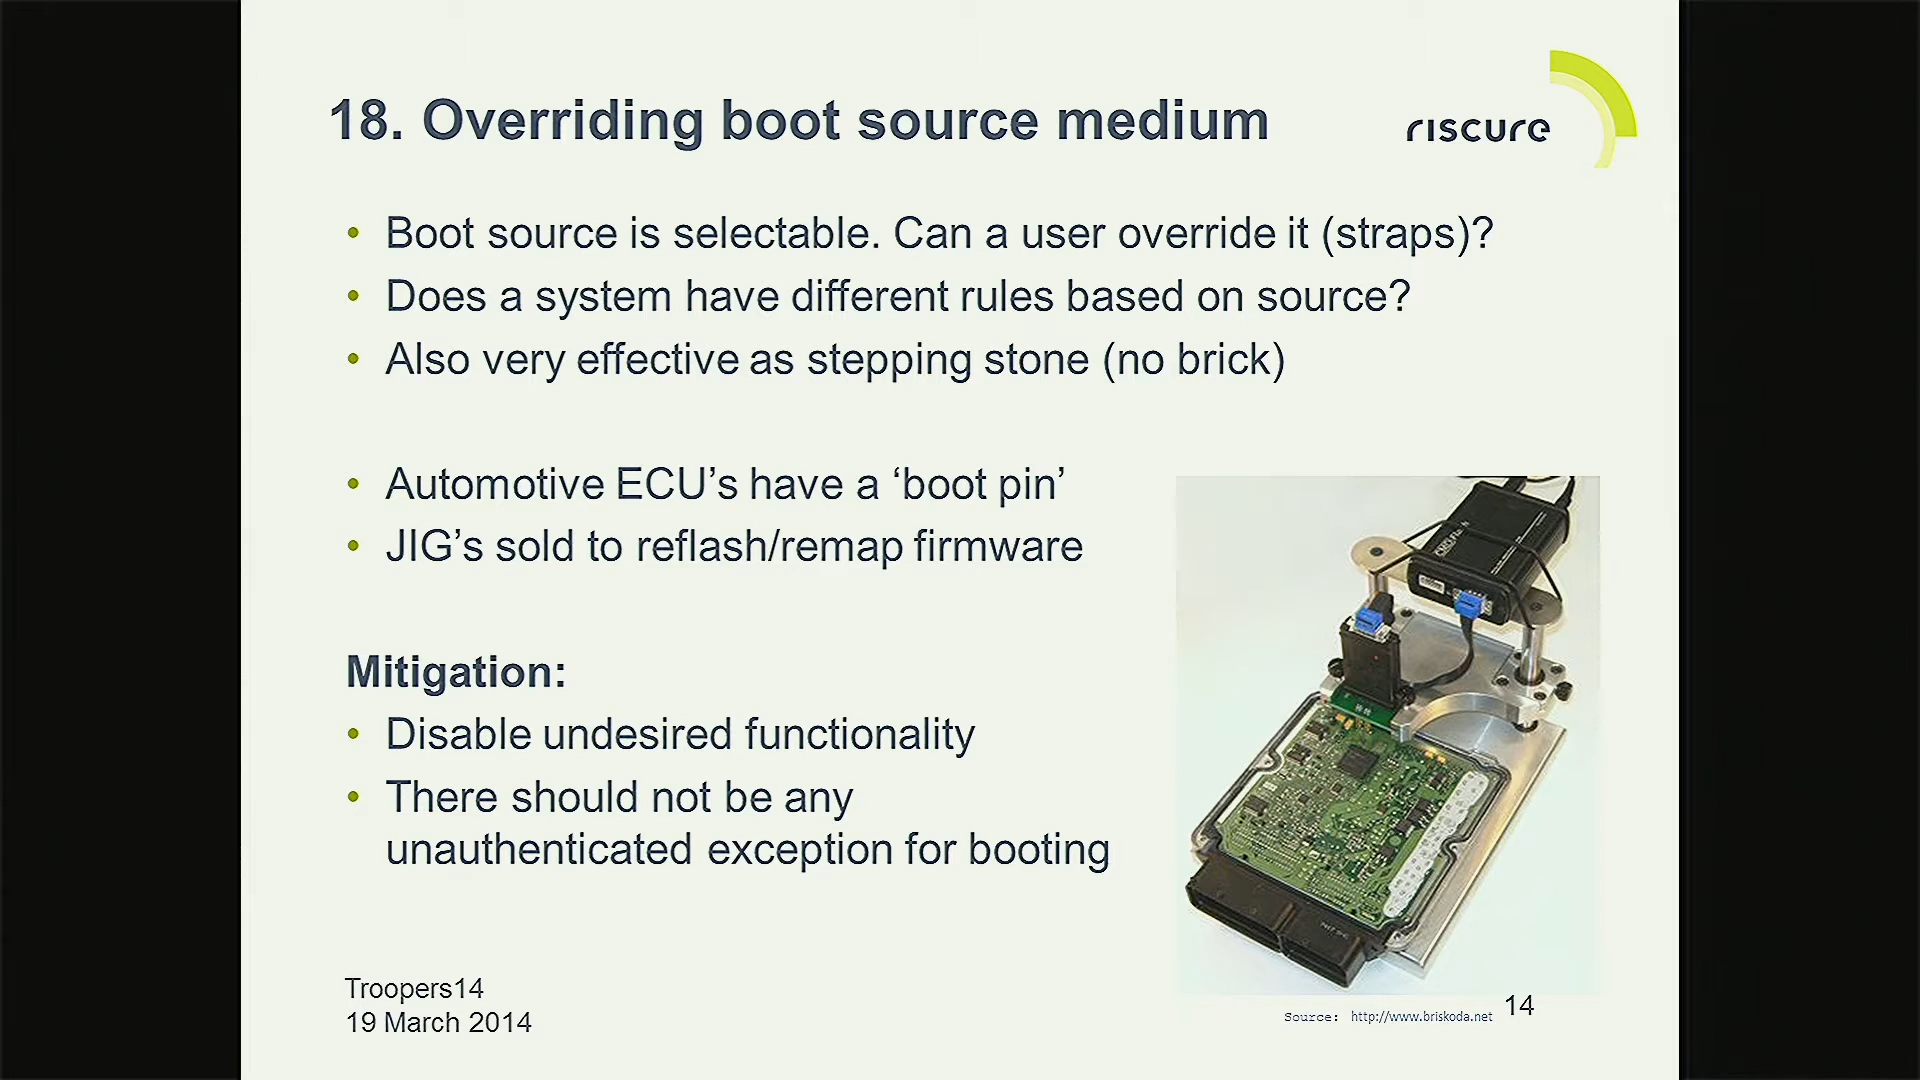 18. Overriding boot source medium
riscure
• Boot source is selectable. Can a user override it (straps)?
• Does a system have different rules based on source?
• Also very effective as stepping stone (no brick)
• Automotive ECU’s have a ‘boot pin’
• JIG’s sold to reflash/remap firmware
Mitigation:
• Disable undesired functionality
• There should not be any
unauthenticated exception for booting
Troopers14
19 March 2014
Source: http://www.briskoda.net
14